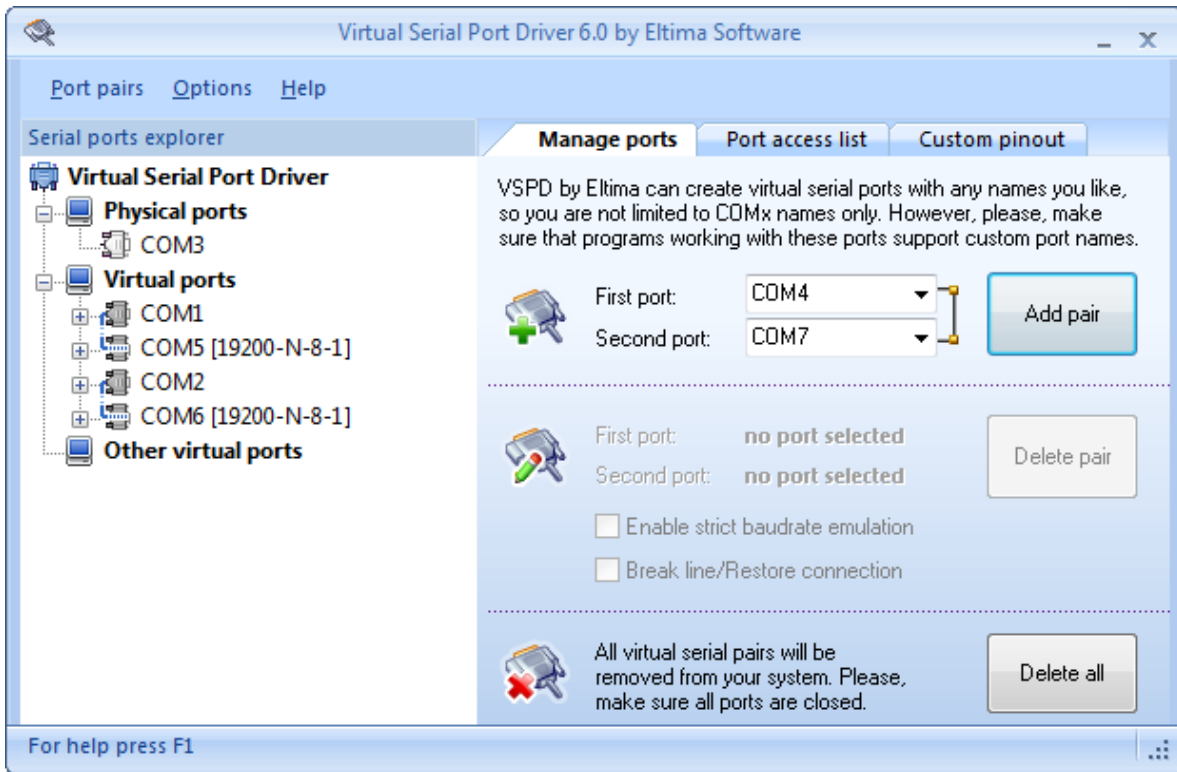 Virtual Serial Port Driver 6.0 by Eltima Software
Port pairs Options Help
Serial ports explorer
Virtual Serial Port Driver
Physical ports
COM3
Virtual ports
COM1
COM5 [19200-N-8-1]
COM2
COM6 [19200-N-8-1]
Other virtual ports
Manage ports Port access list Custom pinout
VSPD by Eltima can create virtual serial ports with any names you like,
so you are not limited to COMx names only. However, please, make
sure that programs working with these ports support custom port names.
First port: COM4
Second port: COM7
Add pair
First port: no port selected
Second port: no port selected
Delete pair
Enable strict baudrate emulation
Break line/Restore connection
All virtual serial pairs will be
removed from your system. Please,
make sure all ports are closed.
Delete all
For help press F1